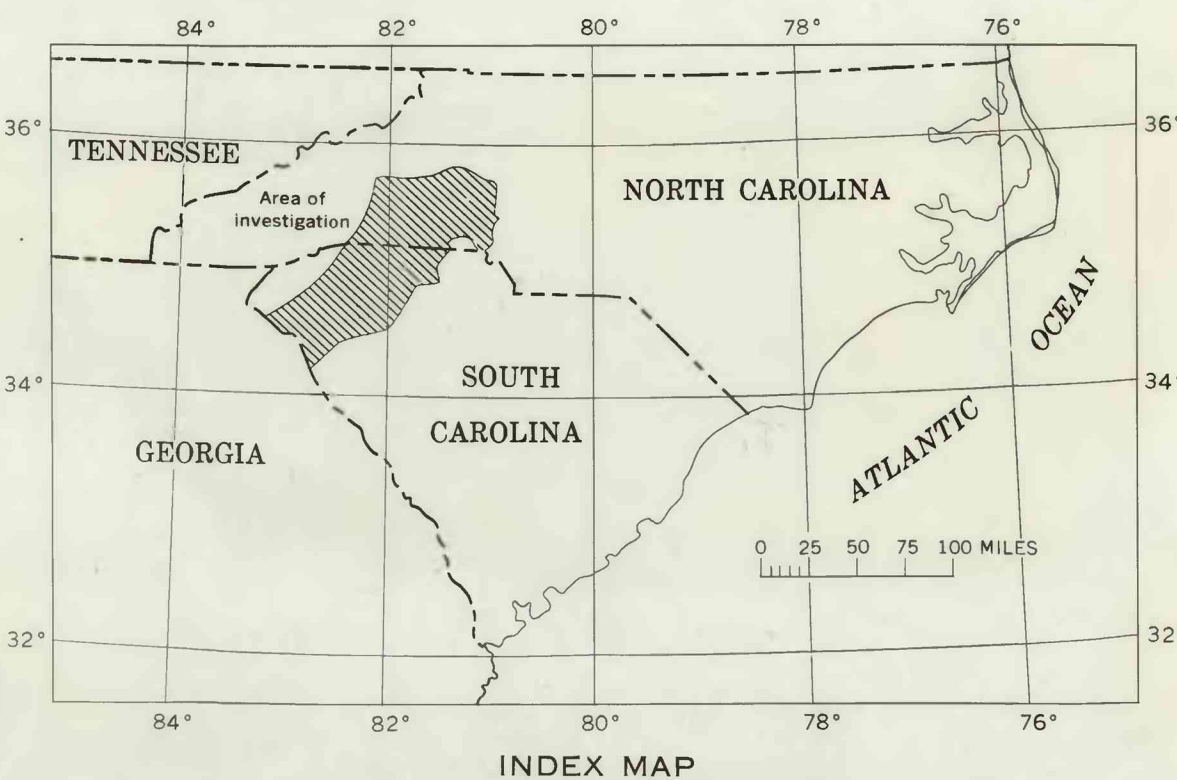 84° 82° 80° 78° 76°
36° 36°
TENNESSEE
NORTH CAROLINA
Area of
investigation
OCEAN
34° 34°
SOUTH
CAROLINA
GEORGIA
ATLANTIC
0 25 50 75 100 MILES
32° 32°
84° 82° 80° 78° 76°
INDEX MAP